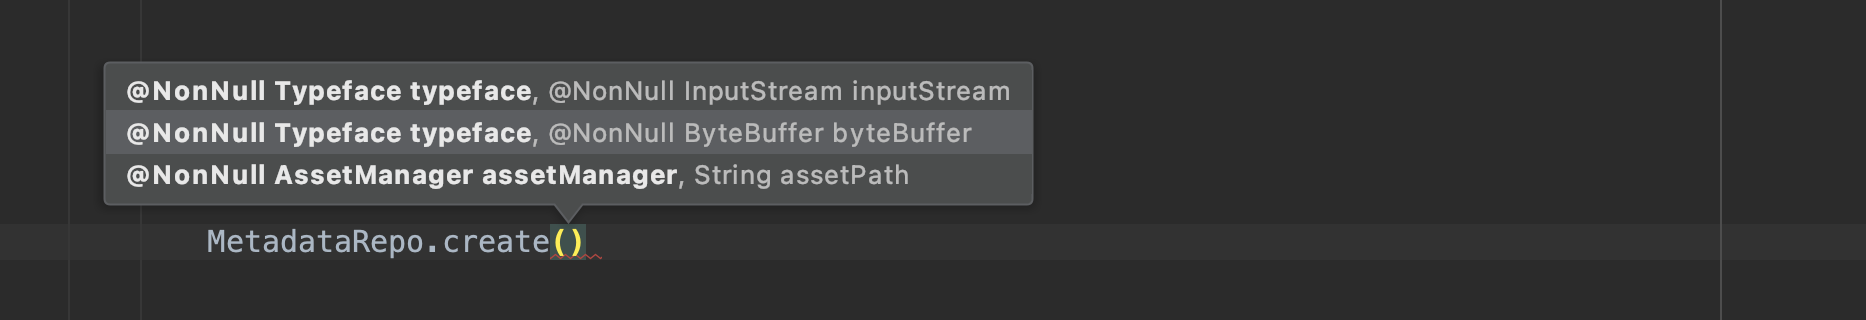 @NonNull Typeface typeface, @NonNull InputStream inputStream
@NonNull Typeface typeface, @NonNull ByteBuffer byteBuffer
@NonNull AssetManager assetManager, String assetPath
MetadataRepo.create()